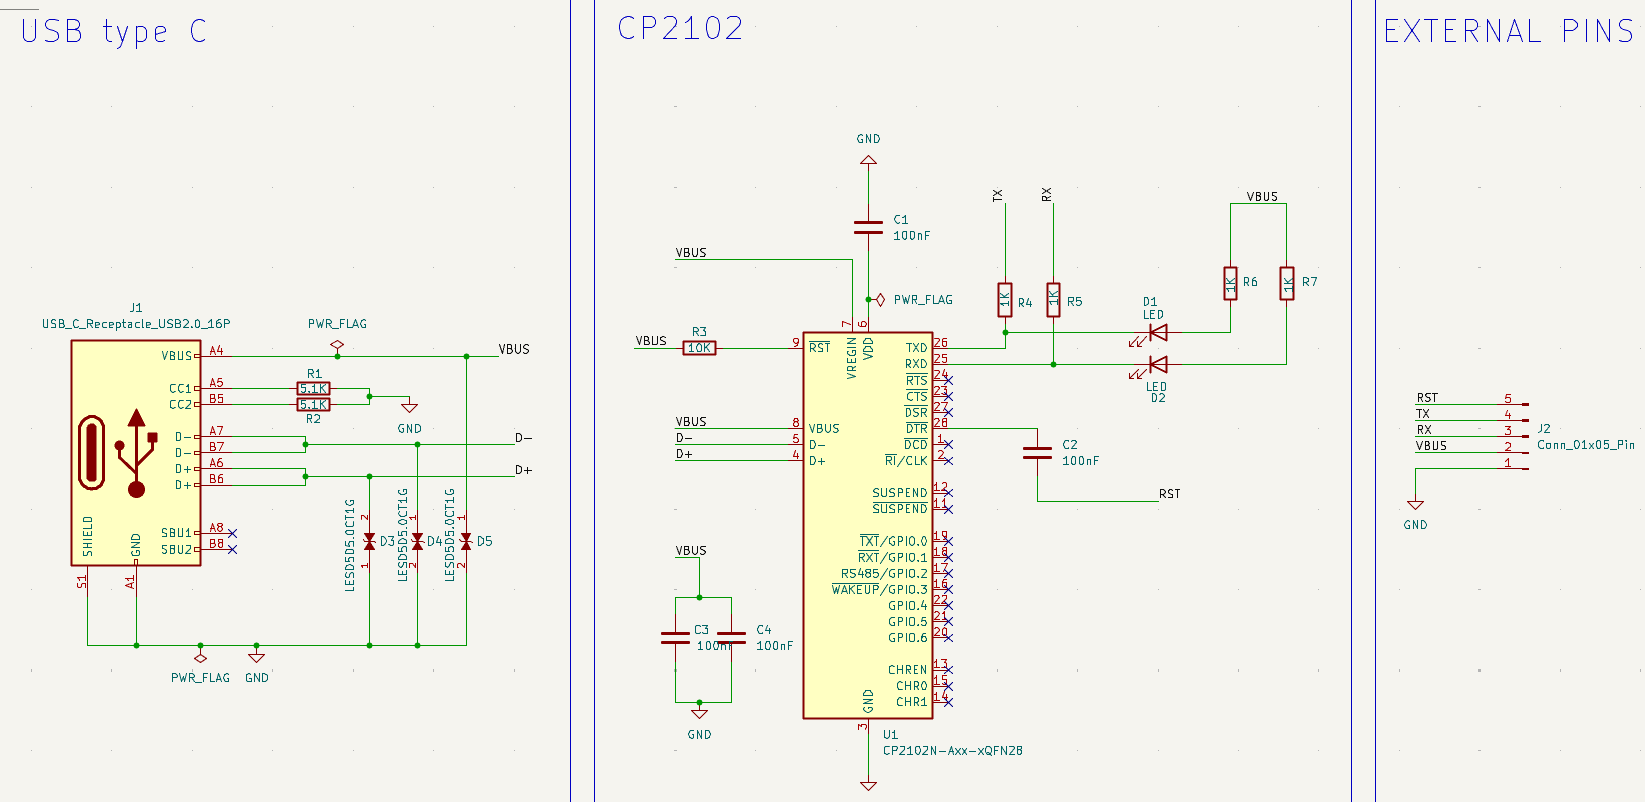 USB type C
J1
USB_C_Receptacle_USB2.0_16P
PWR_FLAG
VBUS
A4
VBUS
CC1
A5
R1
5.1K
CC2
B5
5.1K
R2
GND
D-
A7
D-
B7
D-
D+
A6
D+
B6
D+
SBU1
A8
SBU2
B8
SHIELD
GND
S1
A1
LESD5D5.0CT1G
2
D3
1
LESD5D5.0CT1G
1
D4
2
LESD5D5.0CT1G
1
D5
2
PWR_FLAG
GND
CP2102
GND
C1
100nF
VBUS
PWR_FLAG
7
6
VBUS
R3
10K
9
RST
VREGIN
VDD
VBUS
8
VBUS
D-
5
D-
D+
4
D+
TXD
26
RXD
25
RTS
24
CTS
23
DSR
27
DTR
28
DCD
1
RI/CLK
2
SUSPEND
12
SUSPEND
11
TXT/GPIO.0
19
RXT/GPIO.1
18
RS485/GPIO.2
17
WAKEUP/GPIO.3
16
GPIO.4
22
GPIO.5
21
GPIO.6
20
CHREN
13
CHR0
15
CHR1
14
GND
3
U1
CP2102N-Axx-xQFN28
TX
RX
1K
R4
1K
R5
D1
LED
LED
D2
VBUS
1K
R6
1K
R7
C2
100nF
RST
VBUS
C3
100nF
C4
100nF
GND
EXTERNAL PINS
RST
5
TX
4
RX
3
VBUS
2
1
J2
Conn_01x05_Pin
GND